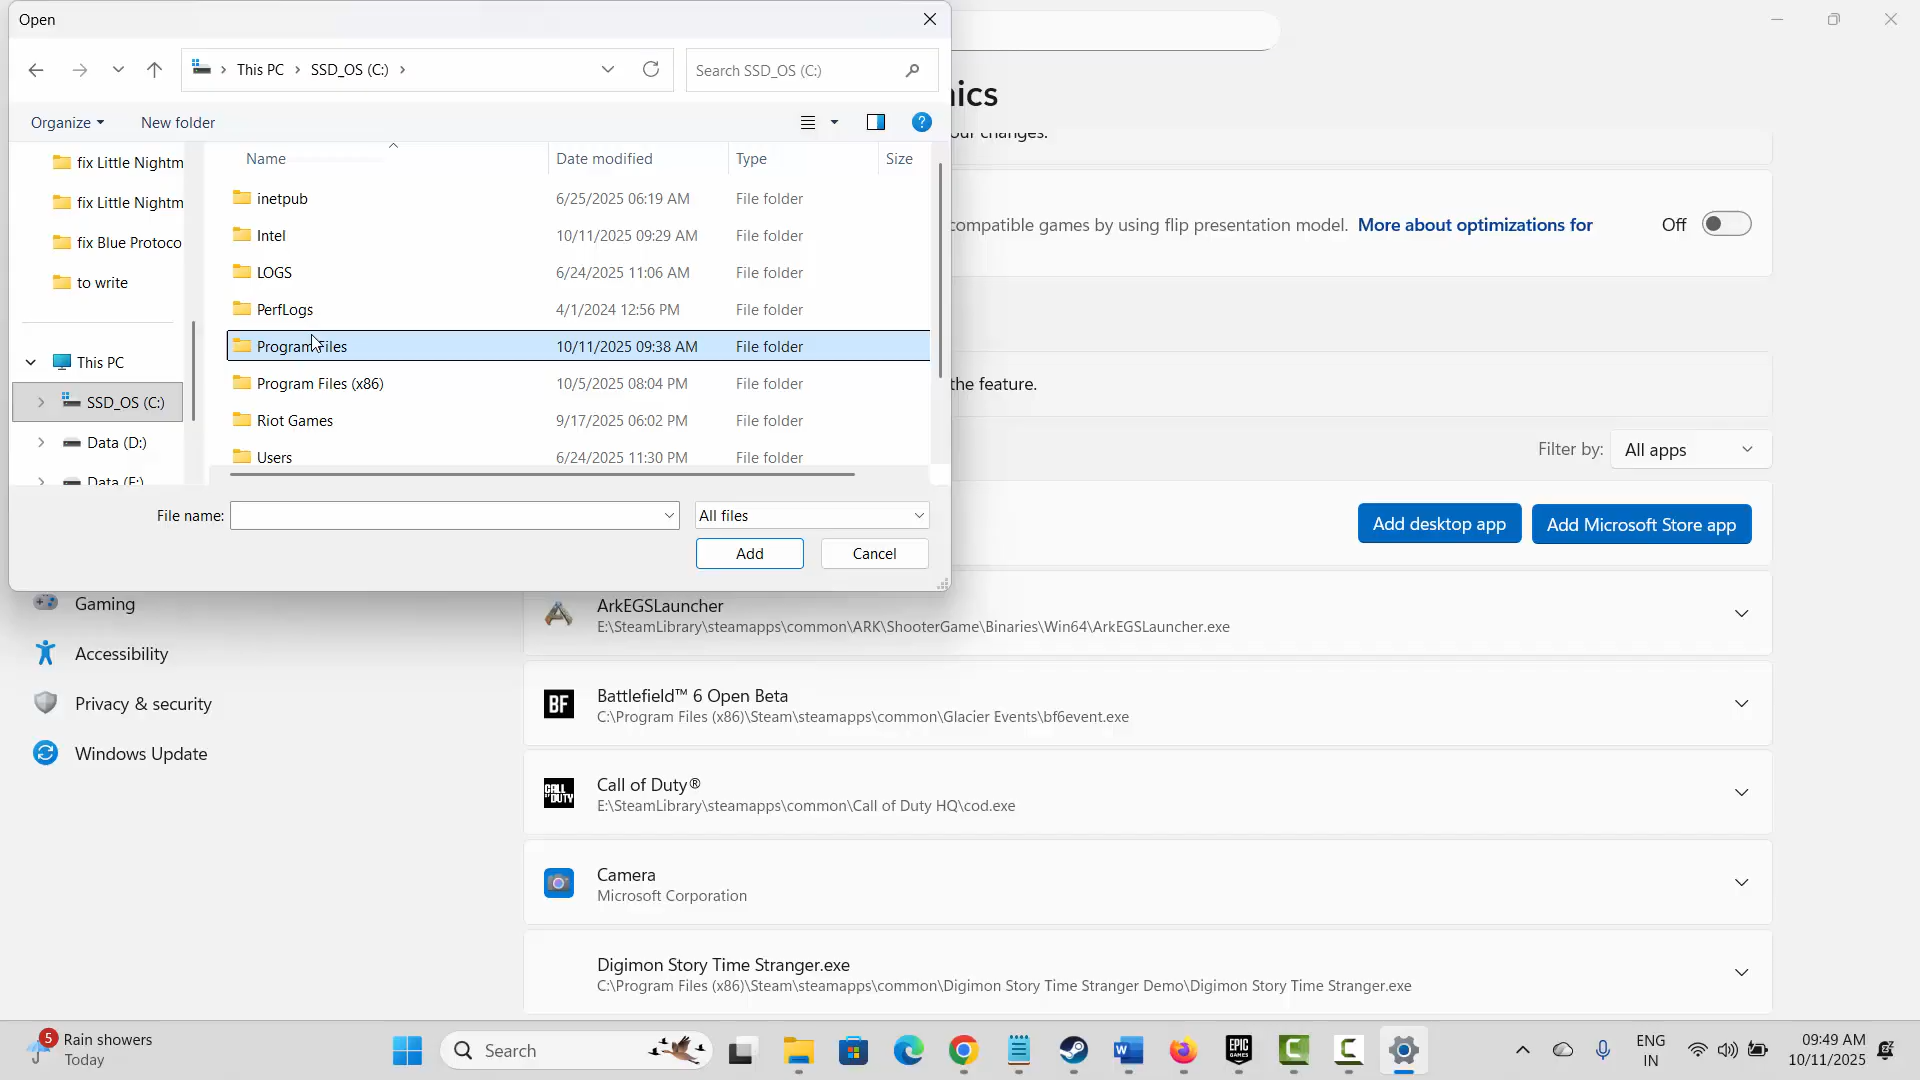 Open
This PC > SSD_OS (C:) >
Search SSD_OS (C:)
Organize
New folder
?
fix Little Nightm
fix Little Nightm
fix Blue Protoco
to write
This PC
SSD_OS (C:)
Data (D:)
Data (E:)
Name Date modified Type Size
inetpub 6/25/2025 06:19 AM File folder
Intel 10/11/2025 09:29 AM File folder
LOGS 6/24/2025 11:06 AM File folder
PerfLogs 4/1/2024 12:56 PM File folder
Program Files 10/11/2025 09:38 AM File folder
Program Files (x86) 10/5/2025 08:04 PM File folder
Riot Games 9/17/2025 06:02 PM File folder
Users 6/24/2025 11:30 PM File folder
File name:
All files
Add
Cancel
ics
our changes.
compatible games by using flip presentation model. More about optimizations for
Off
the feature.
Filter by: All apps
Add desktop app
Add Microsoft Store app
Gaming
Accessibility
Privacy & security
Windows Update
ArkEGSLauncher
E:\SteamLibrary\steamapps\common\ARK\ShooterGame\Binaries\Win64\ArkEGSLauncher.exe
BF
Battlefield™ 6 Open Beta
C:\Program Files (x86)\Steam\steamapps\common\Glacier Events\bf6event.exe
CALL OF DUTY
Call of Duty®
E:\SteamLibrary\steamapps\common\Call of Duty HQ\cod.exe
Camera
Microsoft Corporation
Digimon Story Time Stranger.exe
C:\Program Files (x86)\Steam\steamapps\common\Digimon Story Time Stranger Demo\Digimon Story Time Stranger.exe
5
Rain showers
Today
Search
W
EPIC GAMES
C
C
ENG
IN
09:49 AM
10/11/2025